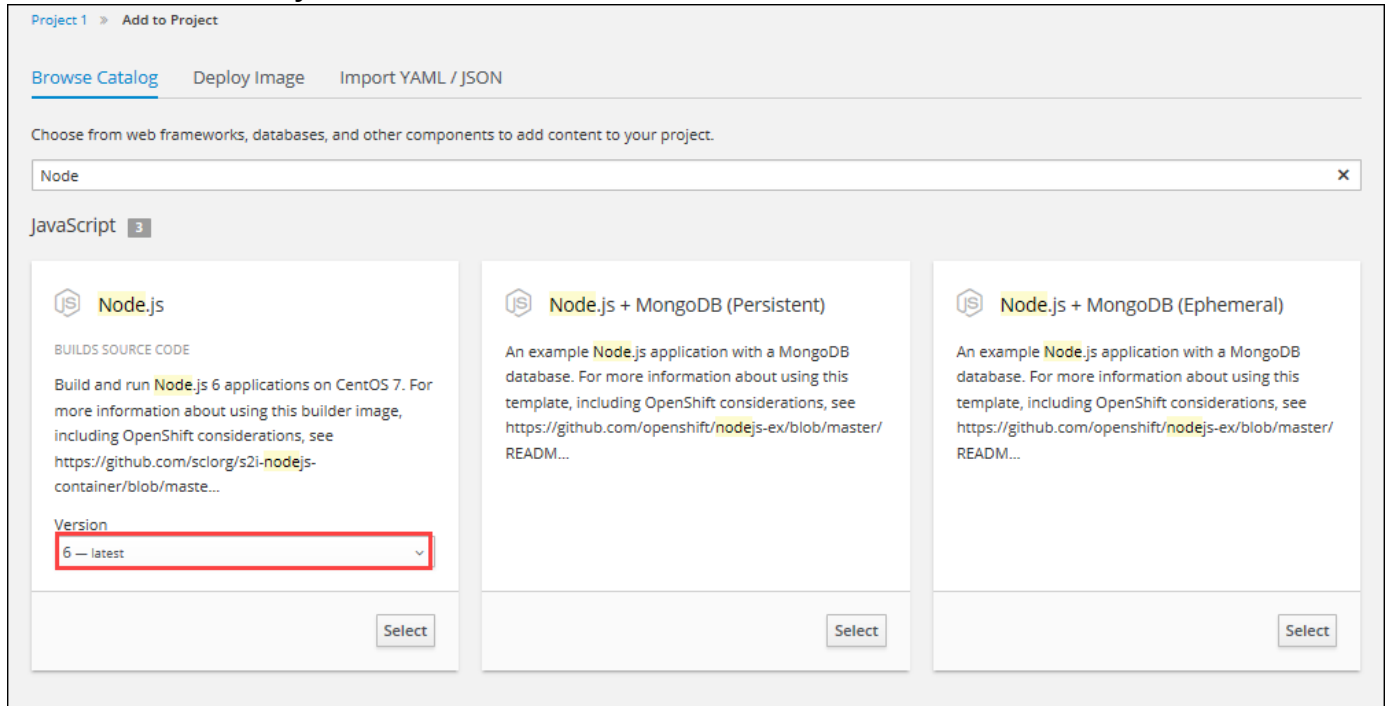 Project 1 » Add to Project
Browse Catalog Deploy Image Import YAML / JSON
Choose from web frameworks, databases, and other components to add content to your project.
Node ×
JavaScript 3
JS Node.js
BUILDS SOURCE CODE
Build and run Node.js 6 applications on CentOS 7. For
more information about using this builder image,
including OpenShift considerations, see
https://github.com/sclorg/s2i-nodejs-
container/blob/maste...
Version
6 — latest
Select
JS Node.js + MongoDB (Persistent)
An example Node.js application with a MongoDB
database. For more information about using this
template, including OpenShift considerations, see
https://github.com/openshift/nodejs-ex/blob/master/
READM...
Select
JS Node.js + MongoDB (Ephemeral)
An example Node.js application with a MongoDB
database. For more information about using this
template, including OpenShift considerations, see
https://github.com/openshift/nodejs-ex/blob/master/
READM...
Select